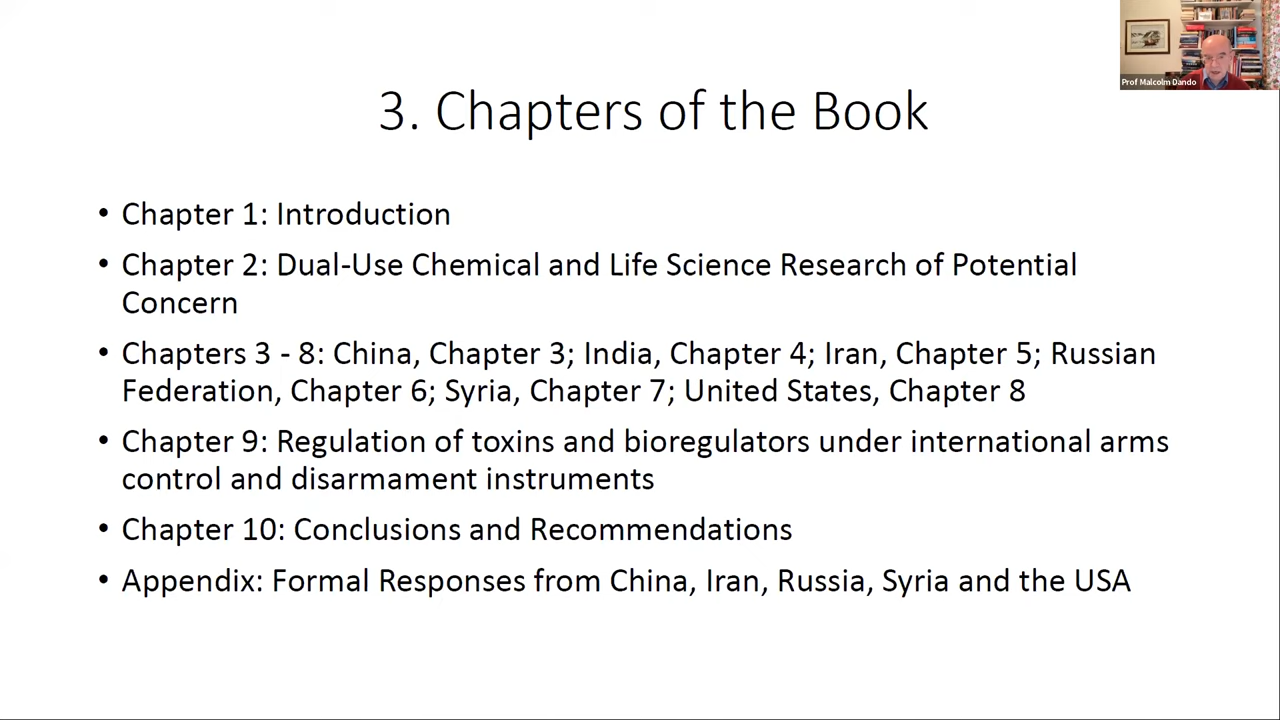 Prof Malcolm Dando
3. Chapters of the Book
• Chapter 1: Introduction
• Chapter 2: Dual-Use Chemical and Life Science Research of Potential
Concern
• Chapters 3 - 8: China, Chapter 3; India, Chapter 4; Iran, Chapter 5; Russian
Federation, Chapter 6; Syria, Chapter 7; United States, Chapter 8
• Chapter 9: Regulation of toxins and bioregulators under international arms
control and disarmament instruments
• Chapter 10: Conclusions and Recommendations
• Appendix: Formal Responses from China, Iran, Russia, Syria and the USA